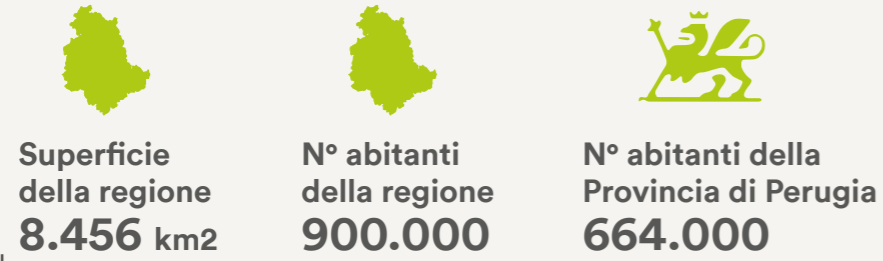 Superficie
della regione
8.456 km2
Nº abitanti
della regione
900.000
Nº abitanti della
Provincia di Perugia
664.000